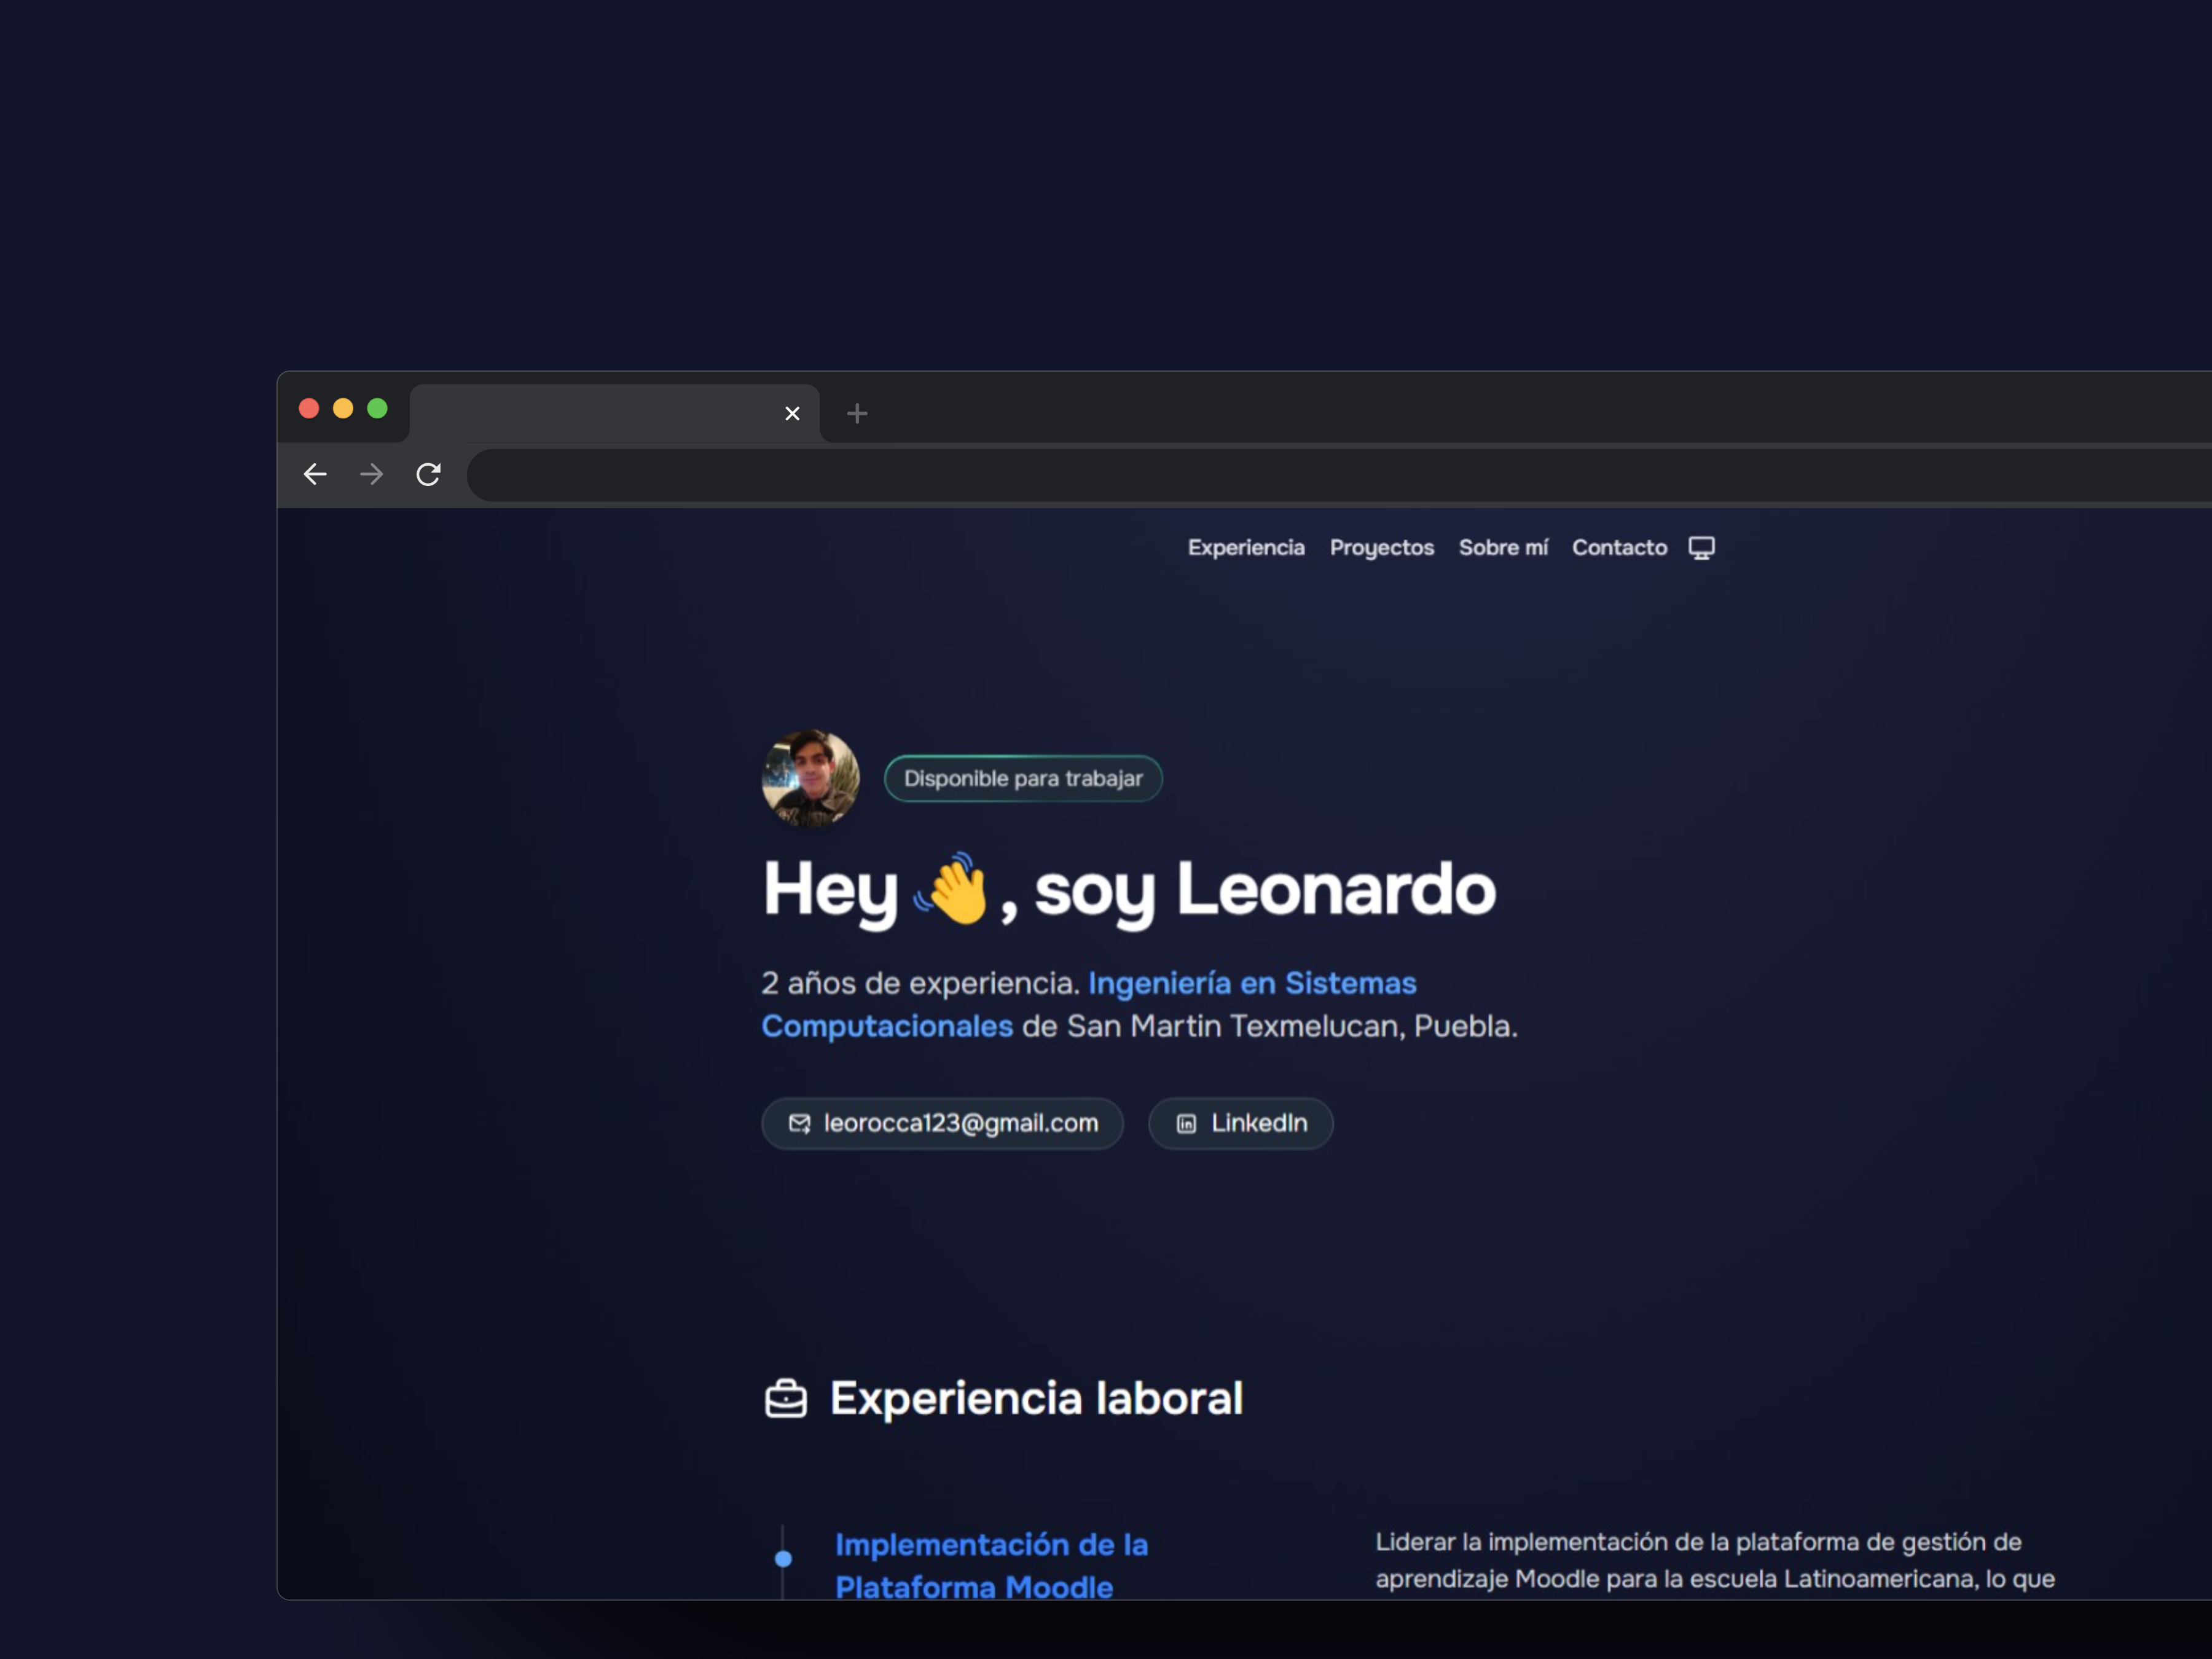 Experiencia Proyectos Sobre mí Contacto
Disponible para trabajar
Hey 👋, soy Leonardo
2 años de experiencia. Ingeniería en Sistemas
Computacionales de San Martin Texmelucan, Puebla.
leorocca123@gmail.com LinkedIn
Experiencia laboral
Implementación de la
Plataforma Moodle
Liderar la implementación de la plataforma de gestión de
aprendizaje Moodle para la escuela Latinoamericana, lo que